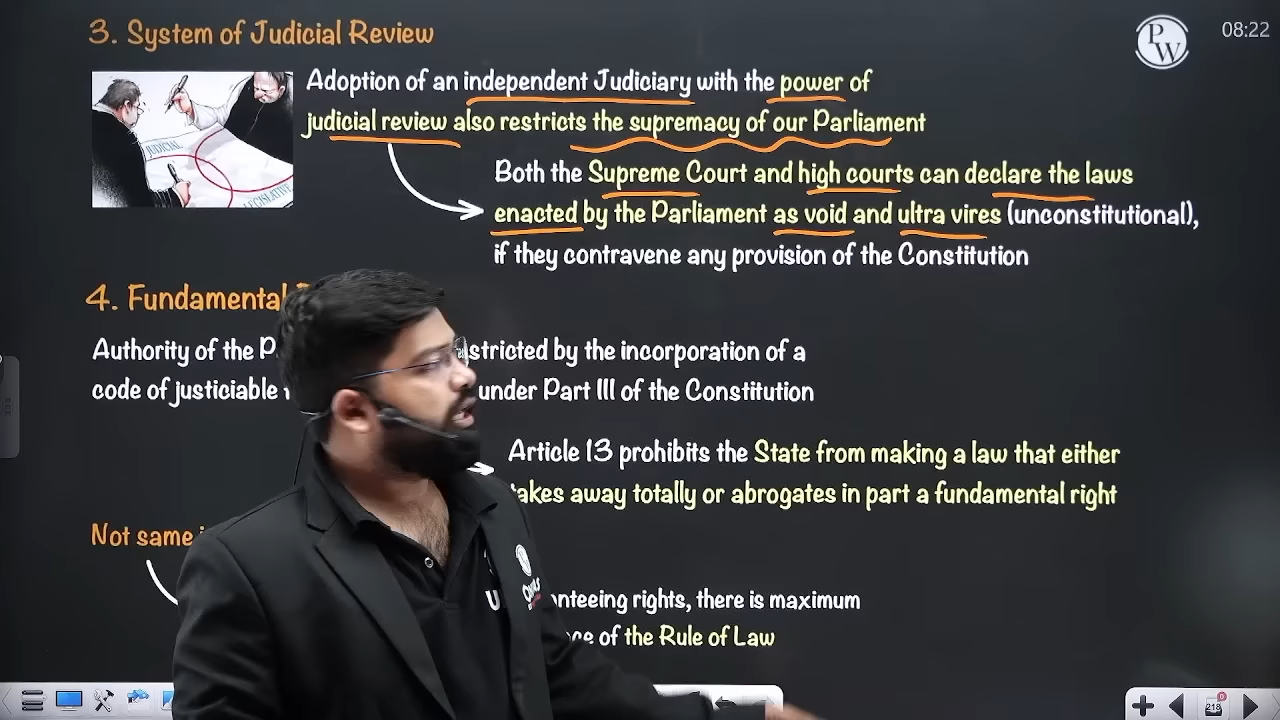 3. System of Judicial Review
PW
08:22
JUDICIAL
LEGISLATIVE
Adoption of an independent Judiciary with the power of
judicial review also restricts the supremacy of our Parliament
Both the Supreme Court and high courts can declare the laws
enacted by the Parliament as void and ultra vires (unconstitutional),
if they contravene any provision of the Constitution
4. Fundamental
Authority of the stricted by the incorporation of a
code of justiciable under Part III of the Constitution
Article 13 prohibits the State from making a law that either
takes away totally or abrogates in part a fundamental right
Not same
nteeing rights, there is maximum
of the Rule of Law
218